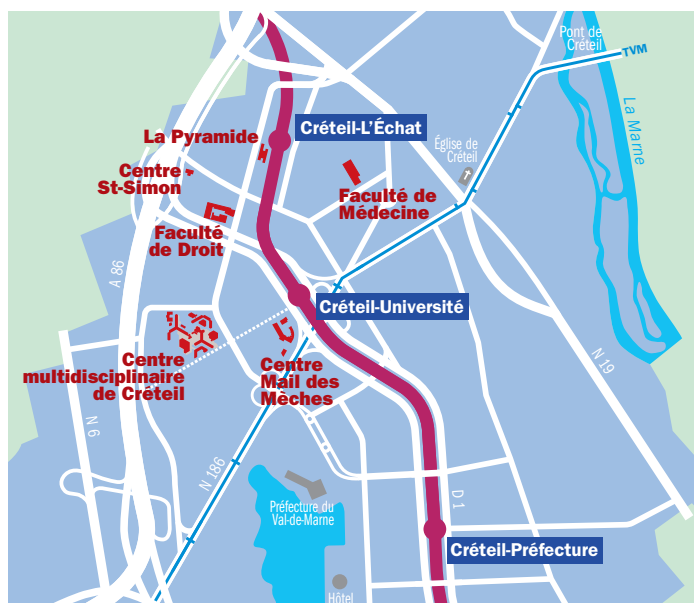 Pont de
Créteil
TVM
La Marne
Créteil-L'Échat
La Pyramide
Église de
Créteil
Centre
St-Simon
Faculté de
Médecine
Faculté
de Droit
A 86
Créteil-Université
Centre
multidisciplinaire
de Créteil
Centre
Mail des
Mèches
N 19
N 6
N 186
D 1
Préfecture du
Val-de-Marne
Créteil-Préfecture
Hôtel